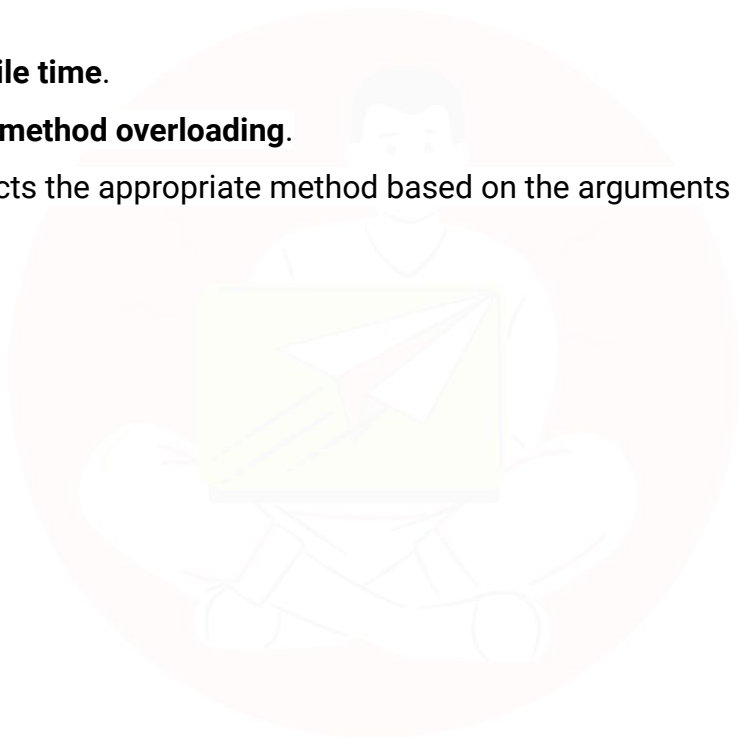 ile time.
method overloading.
cts the appropriate method based on the arguments